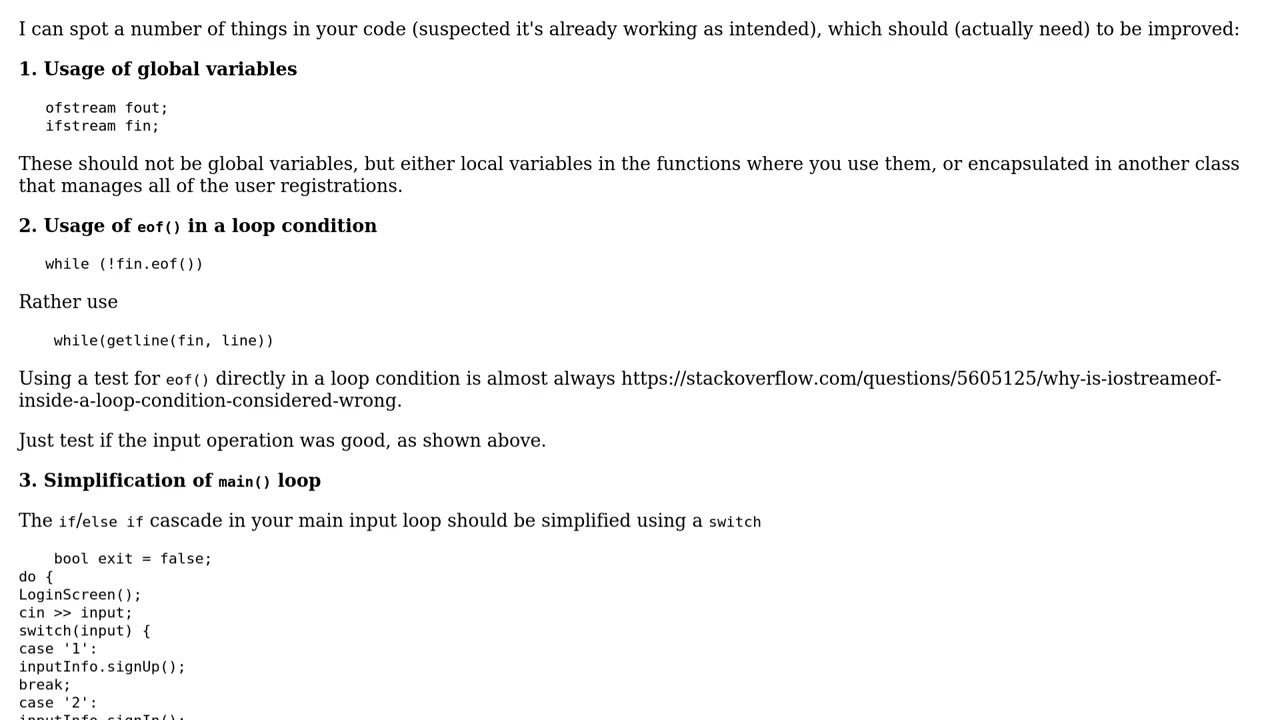 I can spot a number of things in your code (suspected it's already working as intended), which should (actually need) to be improved:
1. Usage of global variables
ofstream fout;
ifstream fin;
These should not be global variables, but either local variables in the functions where you use them, or encapsulated in another class
that manages all of the user registrations.
2. Usage of eof() in a loop condition
while (!fin.eof())
Rather use
while(getline(fin, line))
Using a test for eof() directly in a loop condition is almost always https://stackoverflow.com/questions/5605125/why-is-iostreameof-
inside-a-loop-condition-considered-wrong.
Just test if the input operation was good, as shown above.
3. Simplification of main() loop
The if/else if cascade in your main input loop should be simplified using a switch
bool exit = false;
do {
LoginScreen();
cin >> input;
switch(input) {
case '1':
inputInfo.signUp();
break;
case '2':
inputInfo.signIn();